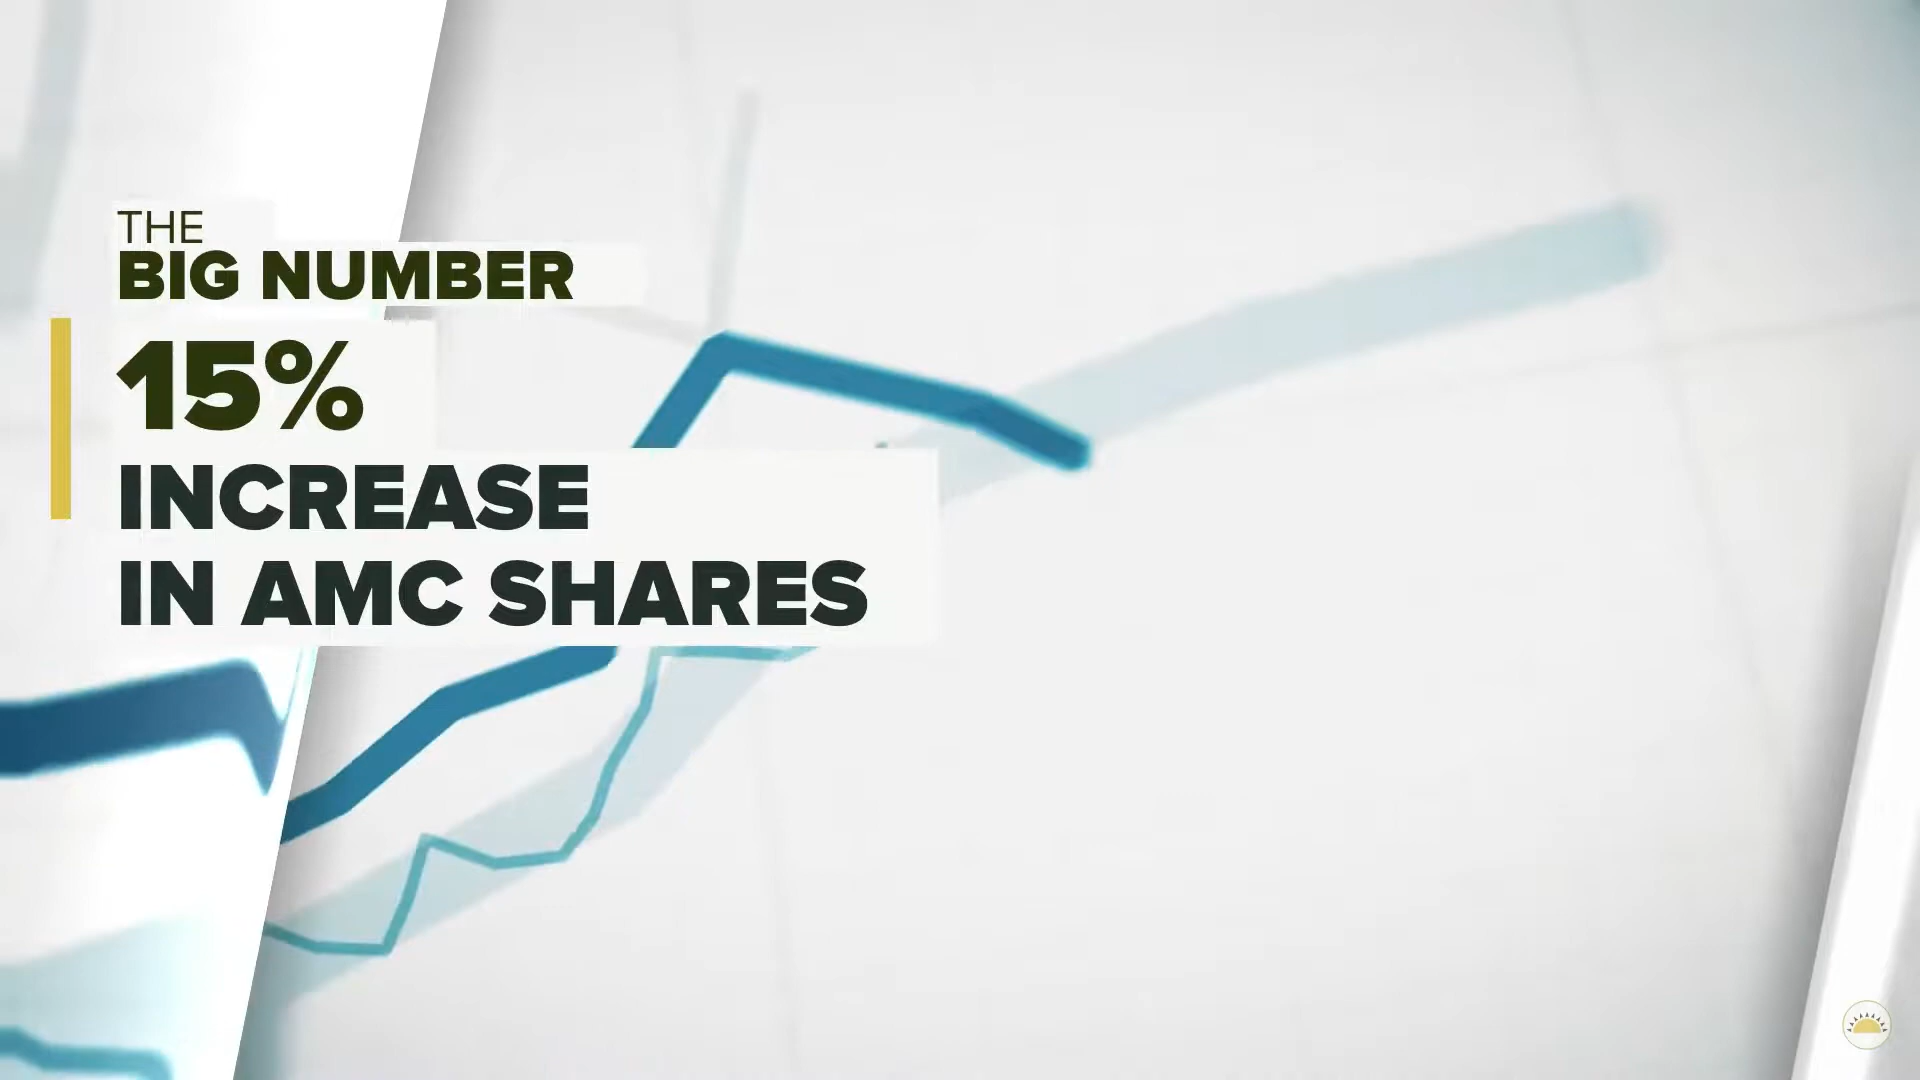 THE
BIG NUMBER
15%
INCREASE
IN AMC SHARES